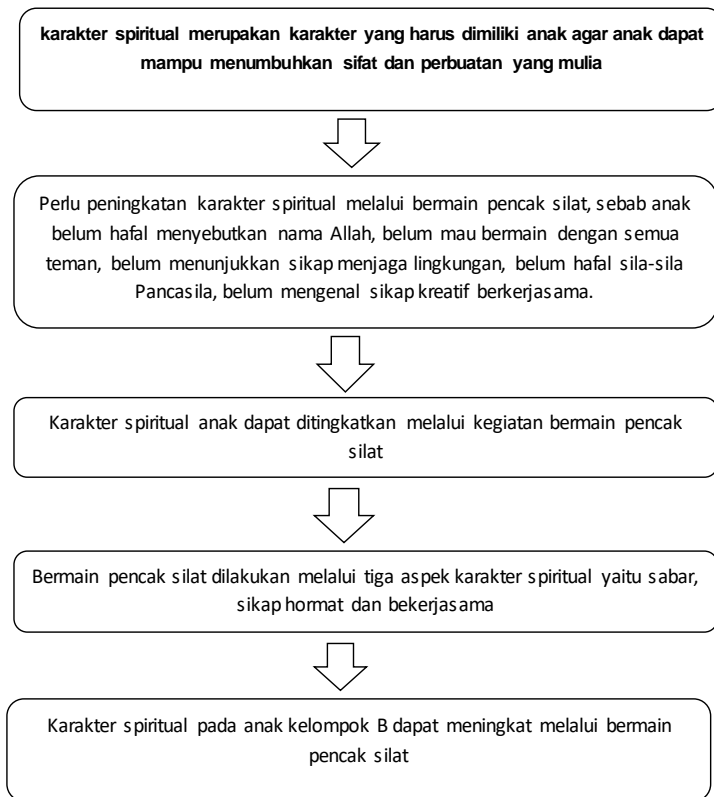 karakter spiritual merupakan karakter yang harus dimiliki anak agar anak dapat
mampu menumbuhkan sifat dan perbuatan yang mulia
Perlu peningkatan karakter spiritual melalui bermain pencak silat, sebab anak
belum hafal menyebutkan nama Allah, belum mau bermain dengan semua
teman, belum menunjukkan sikap menjaga lingkungan, belum hafal sila-sila
Pancasila, belum mengenal sikap kreatif berkerjasama.
Karakter spiritual anak dapat ditingkatkan melalui kegiatan bermain pencak
silat
Bermain pencak silat dilakukan melalui tiga aspek karakter spiritual yaitu sabar,
sikap hormat dan bekerjasama
Karakter spiritual pada anak kelompok B dapat meningkat melalui bermain
pencak silat